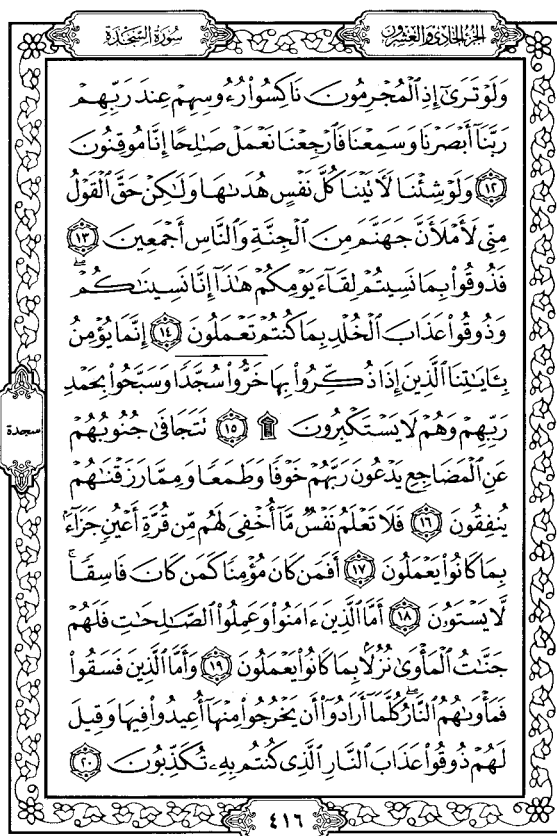 الجزء الحادي والعشرون
سورة السجدة
وَلَوْ تَرَىٰٓ إِذِ ٱلْمُجْرِمُونَ نَاكِسُوا۟ رُءُوسِهِمْ عِندَ رَبِّهِمْ
رَبَّنَآ أَبْصَرْنَا وَسَمِعْنَا فَٱرْجِعْنَا نَعْمَلْ صَٰلِحًا إِنَّا مُوقِنُونَ
١٢ وَلَوْ شِئْنَا لَءَاتَيْنَا كُلَّ نَفْسٍ هُدَىٰهَا وَلَٰكِنْ حَقَّ ٱلْقَوْلُ
مِنِّى لَأَمْلَأَنَّ جَهَنَّمَ مِنَ ٱلْجِنَّةِ وَٱلنَّاسِ أَجْمَعِينَ ١٣
فَذُوقُوا۟ بِمَا نَسِيتُمْ لِقَآءَ يَوْمِكُمْ هَٰذَآ إِنَّا نَسِينَٰكُمْ ۖ
وَذُوقُوا۟ عَذَابَ ٱلْخُلْدِ بِمَا كُنتُمْ تَعْمَلُونَ ١٤ إِنَّمَا يُؤْمِنُ
بِـَٔايَٰتِنَا ٱلَّذِينَ إِذَا ذُكِّرُوا۟ بِهَا خَرُّوا۟ سُجَّدًا وَسَبَّحُوا۟ بِحَمْدِ
رَبِّهِمْ وَهُمْ لَا يَسْتَكْبِرُونَ ۩ ١٥ تَتَجَافَىٰ جُنُوبُهُمْ
عَنِ ٱلْمَضَاجِعِ يَدْعُونَ رَبَّهُمْ خَوْفًا وَطَمَعًا وَمِمَّا رَزَقْنَٰهُمْ
يُنفِقُونَ ١٦ فَلَا تَعْلَمُ نَفْسٌ مَّآ أُخْفِىَ لَهُم مِّن قُرَّةِ أَعْيُنٍ جَزَآءًۢ
بِمَا كَانُوا۟ يَعْمَلُونَ ١٧ أَفَمَن كَانَ مُؤْمِنًا كَمَن كَانَ فَاسِقًا ۚ
لَّا يَسْتَوُۥنَ ١٨ أَمَّا ٱلَّذِينَ ءَامَنُوا۟ وَعَمِلُوا۟ ٱلصَّٰلِحَٰتِ فَلَهُمْ
جَنَّٰتُ ٱلْمَأْوَىٰ نُزُلًۢا بِمَا كَانُوا۟ يَعْمَلُونَ ١٩ وَأَمَّا ٱلَّذِينَ فَسَقُوا۟
فَمَأْوَىٰهُمُ ٱلنَّارُ ۖ كُلَّمَآ أَرَادُوٓا۟ أَن يَخْرُجُوا۟ مِنْهَآ أُعِيدُوا۟ فِيهَا وَقِيلَ
لَهُمْ ذُوقُوا۟ عَذَابَ ٱلنَّارِ ٱلَّذِى كُنتُم بِهِۦ تُكَذِّبُونَ ٢٠
سجدة
٤١٦